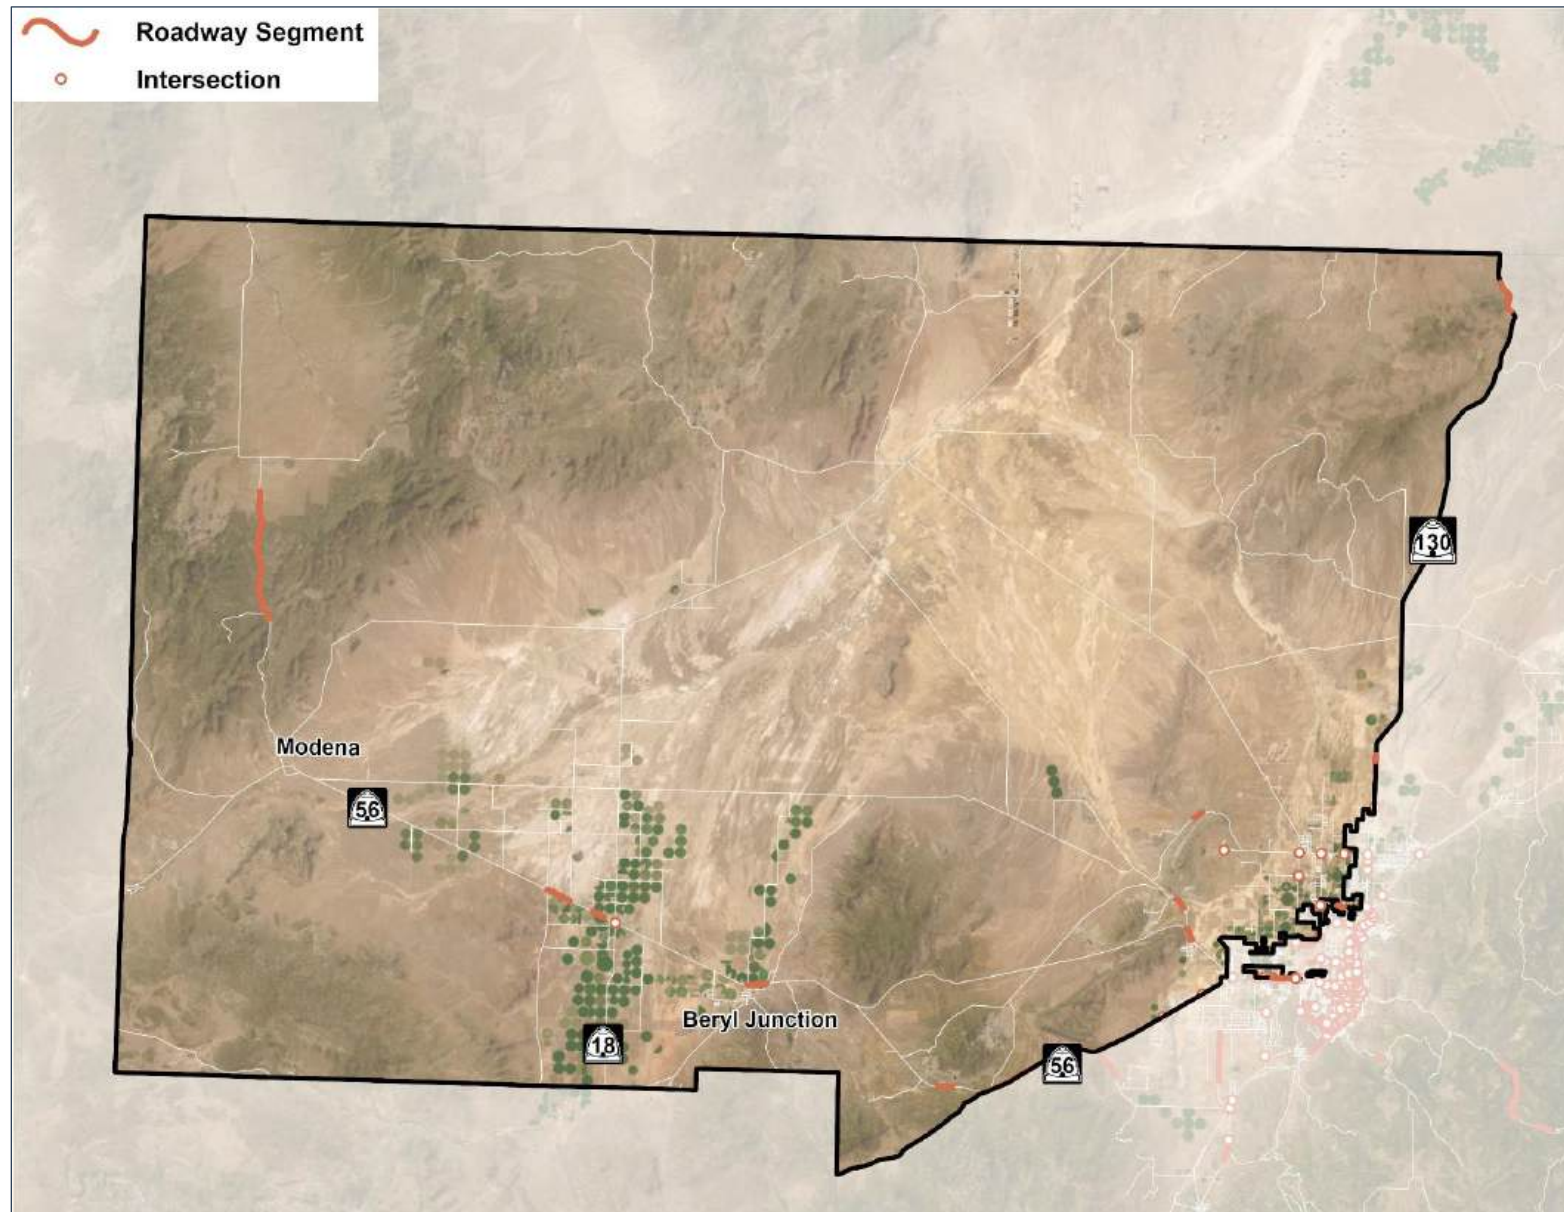 Roadway Segment
Intersection
130
Modena
56
Beryl Junction
18
56